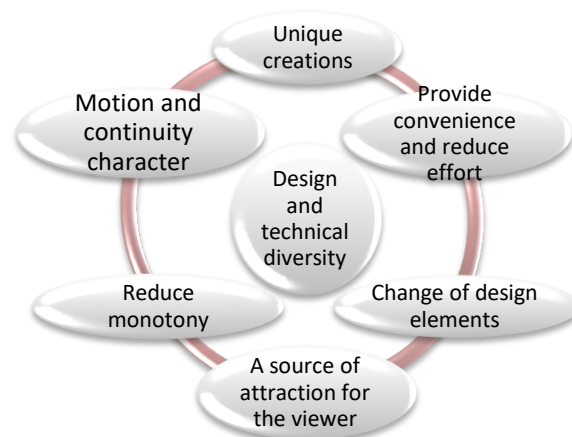 Unique
creations
Provide
convenience
and reduce
effort
Change of design
elements
A source of
attraction for
the viewer
Reduce
monotony
Motion and
continuity
character
Design
and
technical
diversity